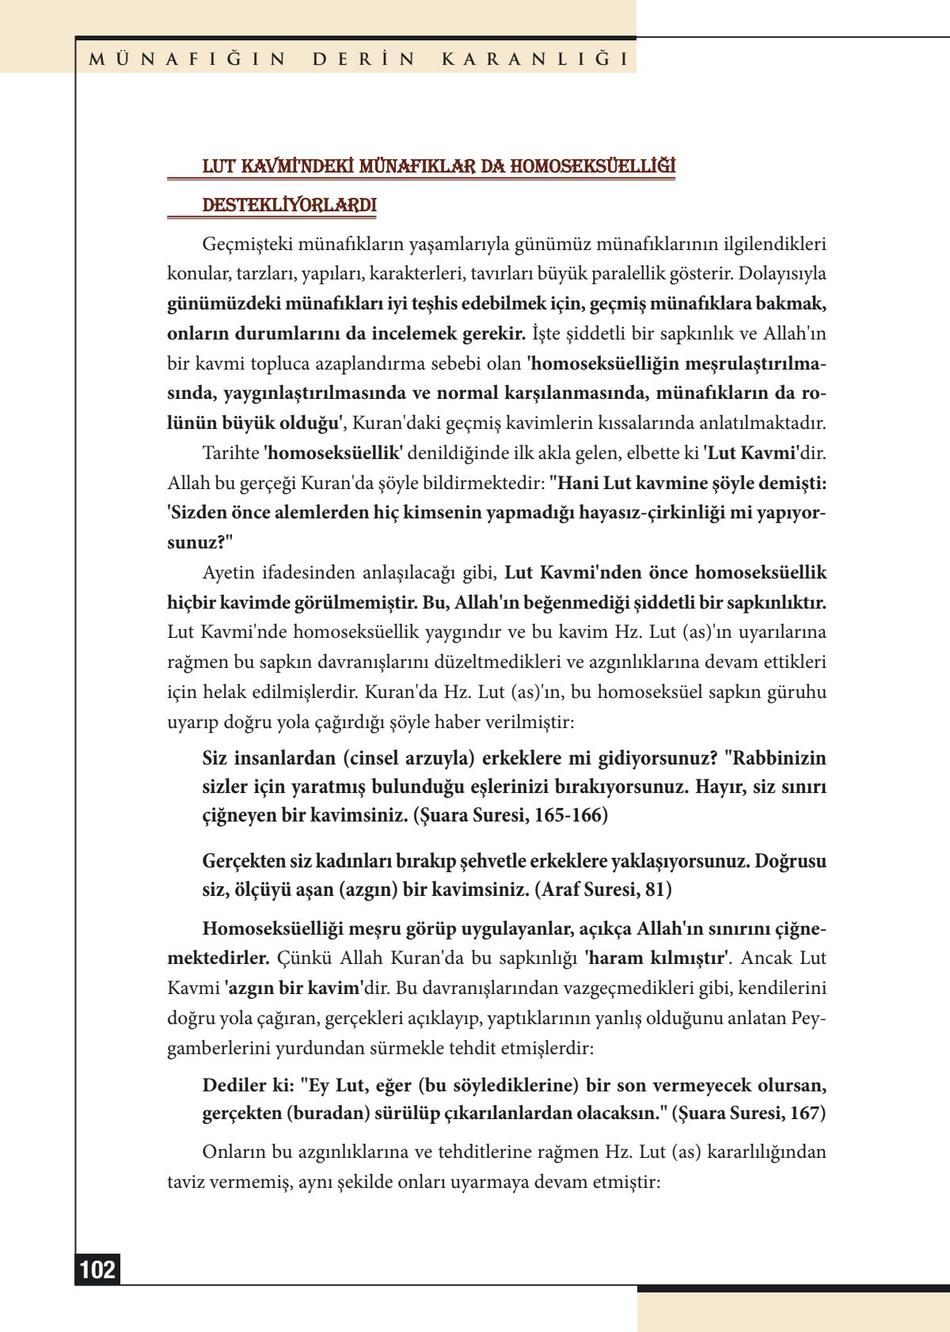 MÜNAFIĞIN DERİN KARANLIĞI
LUT KAVMİ'NDEKİ MÜNAFIKLAR DA HOMOSEKSÜELLİĞİ
DESTEKLİYORLARDI
Geçmişteki münafıkların yaşamlarıyla günümüz münafıklarının ilgilendikleri
konular, tarzları, yapıları, karakterleri, tavırları büyük paralellik gösterir. Dolayısıyla
günümüzdeki münafıkları iyi teşhis edebilmek için, geçmiş münafıklara bakmak,
onların durumlarını da incelemek gerekir. İşte şiddetli bir sapkınlık ve Allah'ın
bir kavmi topluca azaplandırma sebebi olan 'homoseksüelliğin meşrulaştırılma-
sında, yaygınlaştırılmasında ve normal karşılanmasında, münafıkların da ro-
lünün büyük olduğu', Kuran'daki geçmiş kavimlerin kıssalarında anlatılmaktadır.
Tarihte 'homoseksüellik' denildiğinde ilk akla gelen, elbette ki 'Lut Kavmi'dir.
Allah bu gerçeği Kuran'da şöyle bildirmektedir: "Hani Lut kavmine şöyle demişti:
'Sizden önce alemlerden hiç kimsenin yapmadığı hayasız-çirkinliği mi yapıyor-
sunuz?"
Ayetin ifadesinden anlaşılacağı gibi, Lut Kavmi'nden önce homoseksüellik
hiçbir kavimde görülmemiştir. Bu, Allah'ın beğenmediği şiddetli bir sapkınlıktır.
Lut Kavmi'nde homoseksüellik yaygındır ve bu kavim Hz. Lut (as)'ın uyarılarına
rağmen bu sapkın davranışlarını düzeltmedikleri ve azgınlıklarına devam ettikleri
için helak edilmişlerdir. Kuran'da Hz. Lut (as)'ın, bu homoseksüel sapkın güruhu
uyarıp doğru yola çağırdığı şöyle haber verilmiştir:
Siz insanlardan (cinsel arzuyla) erkeklere mi gidiyorsunuz? "Rabbinizin
sizler için yaratmış bulunduğu eşlerinizi bırakıyorsunuz. Hayır, siz sınırı
çiğneyen bir kavimsiniz. (Şuara Suresi, 165-166)
Gerçekten siz kadınları bırakıp şehvetle erkeklere yaklaşıyorsunuz. Doğrusu
siz, ölçüyü aşan (azgın) bir kavimsiniz. (Araf Suresi, 81)
Homoseksüelliği meşru görüp uygulayanlar, açıkça Allah'ın sınırını çiğne-
mektedirler. Çünkü Allah Kuran'da bu sapkınlığı 'haram kılmıştır'. Ancak Lut
Kavmi 'azgın bir kavim'dir. Bu davranışlarından vazgeçmedikleri gibi, kendilerini
doğru yola çağıran, gerçekleri açıklayıp, yaptıklarının yanlış olduğunu anlatan Pey-
gamberlerini yurdundan sürmekle tehdit etmişlerdir:
Dediler ki: "Ey Lut, eğer (bu söylediklerine) bir son vermeyecek olursan,
gerçekten (buradan) sürülüp çıkarılanlardan olacaksın." (Şuara Suresi, 167)
Onların bu azgınlıklarına ve tehditlerine rağmen Hz. Lut (as) kararlılığından
taviz vermemiş, aynı şekilde onları uyarmaya devam etmiştir:
102